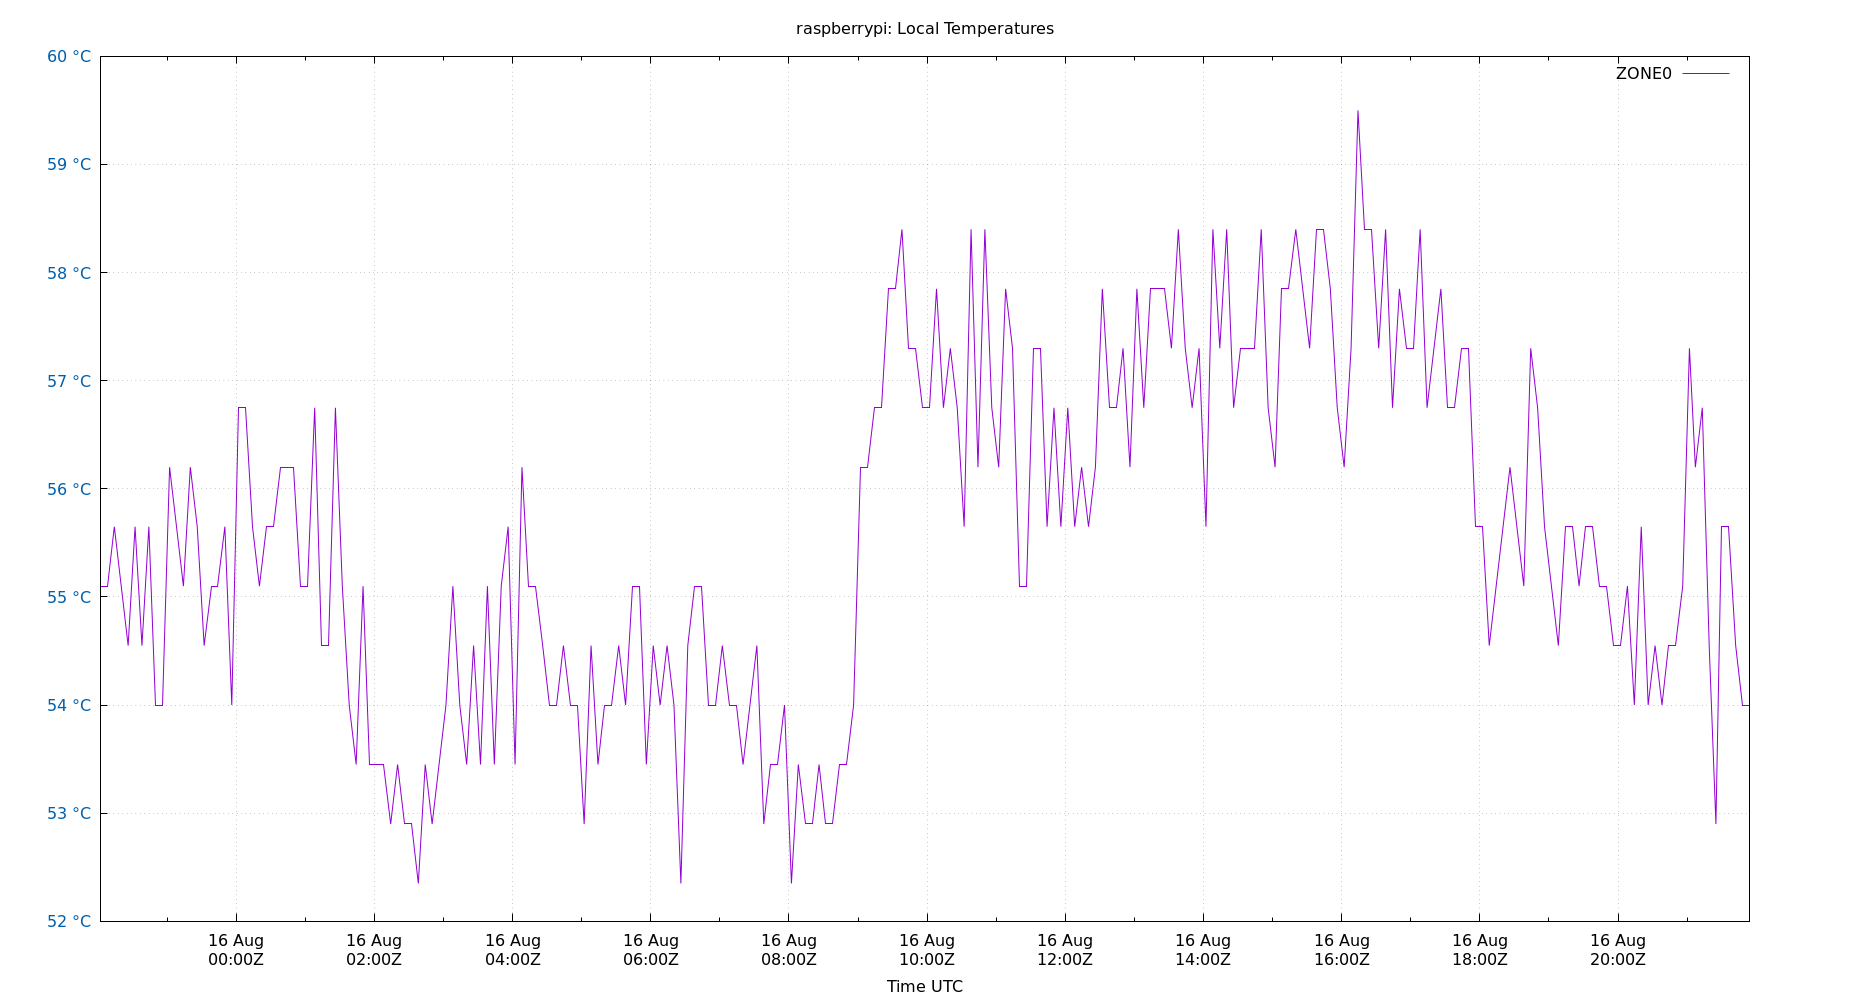 raspberrypi: Local Temperatures
60 °C
ZONE0
59 °C
58 °C
57 °C
56 °C
55 °C
54 °C
53 °C
52 °C
16 Aug 16 Aug 16 Aug 16 Aug 16 Aug 16 Aug 16 Aug 16 Aug 16 Aug 16 Aug 16 Aug
00:00Z 02:00Z 04:00Z 06:00Z 08:00Z 10:00Z 12:00Z 14:00Z 16:00Z 18:00Z 20:00Z
Time UTC